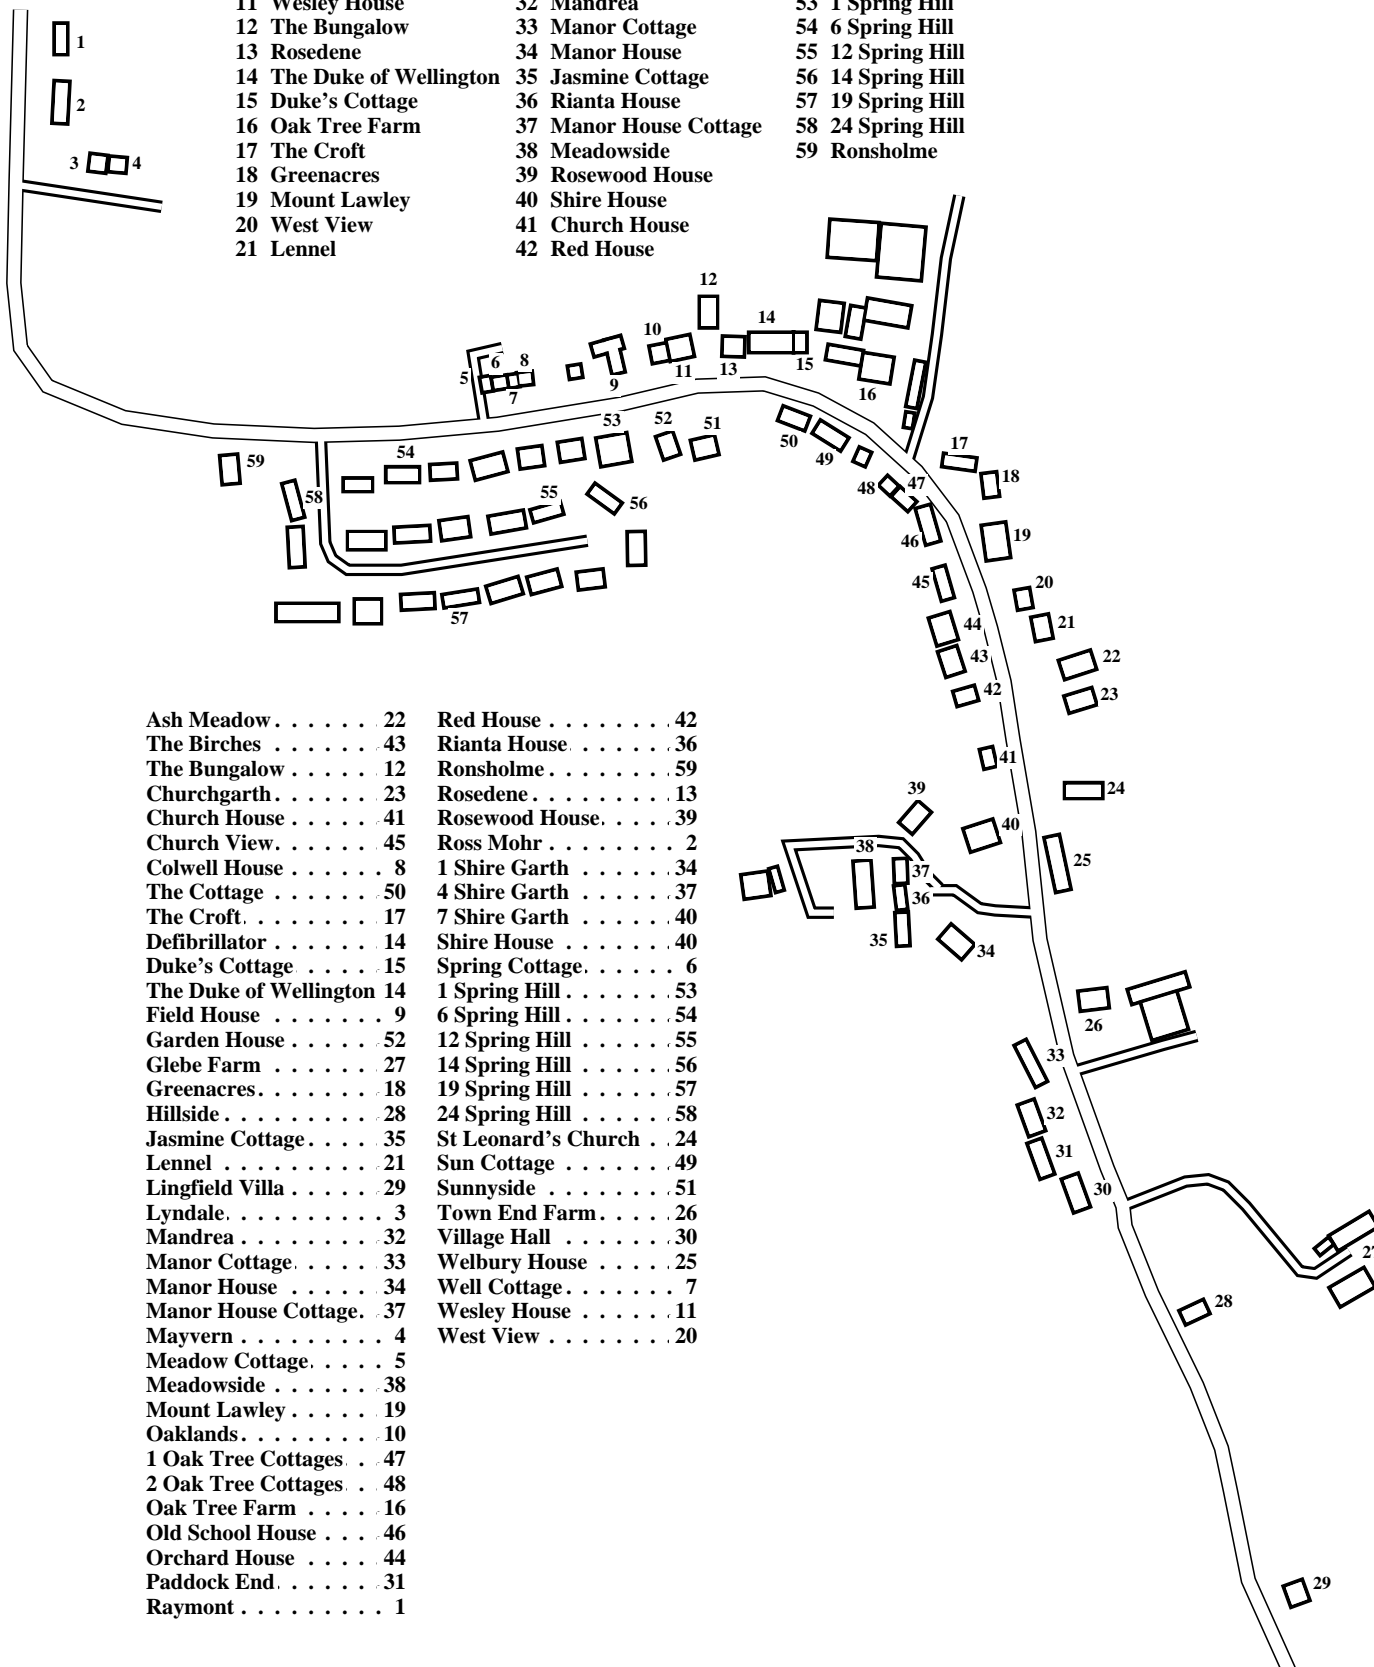 11 Wesley House
12 The Bungalow
13 Rosedene
14 The Duke of Wellington
15 Duke's Cottage
16 Oak Tree Farm
17 The Croft
18 Greenacres
19 Mount Lawley
20 West View
21 Lennel
32 Mandrea
33 Manor Cottage
34 Manor House
35 Jasmine Cottage
36 Rianta House
37 Manor House Cottage
38 Meadowside
39 Rosewood House
40 Shire House
41 Church House
42 Red House
53 1 Spring Hill
54 6 Spring Hill
55 12 Spring Hill
56 14 Spring Hill
57 19 Spring Hill
58 24 Spring Hill
59 Ronsholme
1
2
3
4
5
6
7
8
9
10
11
12
13
14
15
16
17
18
19
20
21
22
23
24
25
26
27
28
29
30
31
32
33
34
35
36
37
38
39
40
41
42
43
44
45
46
47
48
49
50
51
52
53
54
55
56
57
58
59
Ash Meadow . . . . . . . 22
The Birches . . . . . . . 43
The Bungalow . . . . . . 12
Churchgarth . . . . . . . 23
Church House . . . . . . 41
Church View . . . . . . . 45
Colwell House . . . . . . 8
The Cottage . . . . . . . 50
The Croft . . . . . . . . 17
Defibrillator . . . . . . . 14
Duke's Cottage . . . . . . 15
The Duke of Wellington 14
Field House . . . . . . . 9
Garden House . . . . . . 52
Glebe Farm . . . . . . . 27
Greenacres . . . . . . . . 18
Hillside . . . . . . . . . . 28
Jasmine Cottage . . . . . 35
Lennel . . . . . . . . . . 21
Lingfield Villa . . . . . . 29
Lyndale . . . . . . . . . 3
Mandrea . . . . . . . . . 32
Manor Cottage . . . . . . 33
Manor House . . . . . . 34
Manor House Cottage . . 37
Mayvern . . . . . . . . . 4
Meadow Cottage . . . . . 5
Meadowside . . . . . . . 38
Mount Lawley . . . . . . 19
Oaklands . . . . . . . . . 10
1 Oak Tree Cottages . . 47
2 Oak Tree Cottages . . 48
Oak Tree Farm . . . . . 16
Old School House . . . . 46
Orchard House . . . . . 44
Paddock End . . . . . . . 31
Raymont . . . . . . . . . 1
Red House . . . . . . . . 42
Rianta House . . . . . . . 36
Ronsholme . . . . . . . . 59
Rosedene . . . . . . . . . 13
Rosewood House . . . . . 39
Ross Mohr . . . . . . . . 2
1 Shire Garth . . . . . . 34
4 Shire Garth . . . . . . 37
7 Shire Garth . . . . . . 40
Shire House . . . . . . . 40
Spring Cottage . . . . . . 6
1 Spring Hill . . . . . . . 53
6 Spring Hill . . . . . . . 54
12 Spring Hill . . . . . . 55
14 Spring Hill . . . . . . 56
19 Spring Hill . . . . . . 57
24 Spring Hill . . . . . . 58
St Leonard's Church . . 24
Sun Cottage . . . . . . . 49
Sunnyside . . . . . . . . 51
Town End Farm . . . . . 26
Village Hall . . . . . . . 30
Welbury House . . . . . 25
Well Cottage . . . . . . . 7
Wesley House . . . . . . 11
West View . . . . . . . . 20